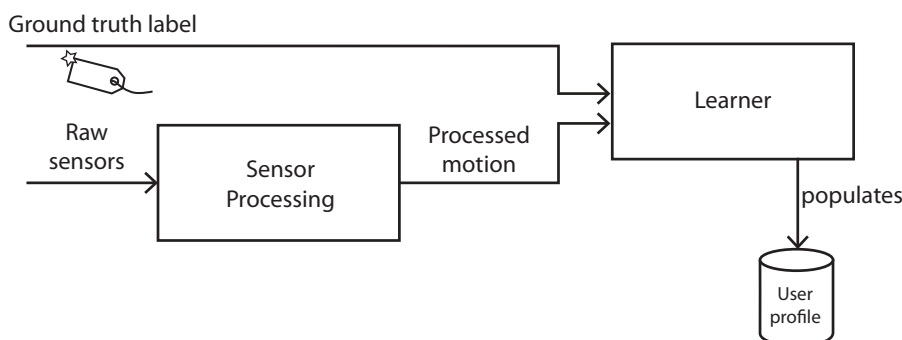 Ground truth label
Raw
sensors
Sensor
Processing
Processed
motion
Learner
populates
User
profile